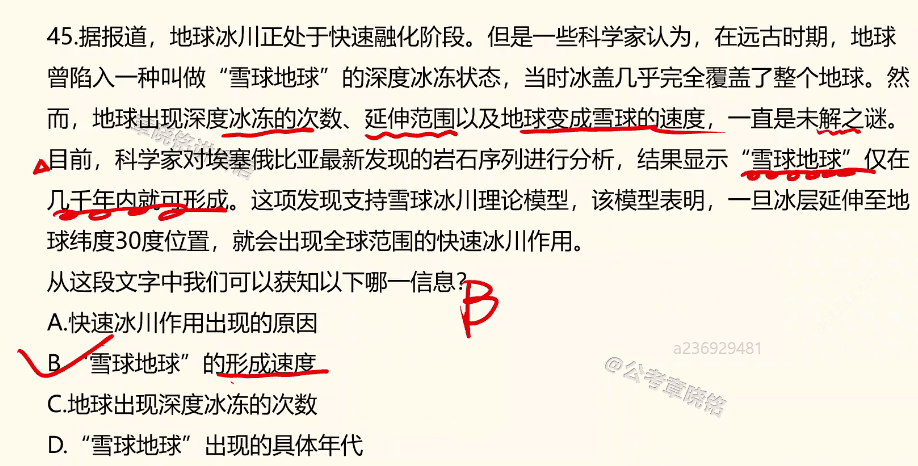 45.据报道，地球冰川正处于快速融化阶段。但是一些科学家认为，在远古时期，地球
曾陷入一种叫做“雪球地球”的深度冰冻状态，当时冰盖几乎完全覆盖了整个地球。然
而，地球出现深度冰冻的次数、延伸范围以及地球变成雪球的速度，一直是未解之谜。
目前，科学家对埃塞俄比亚最新发现的岩石序列进行分析，结果显示“雪球地球”仅在
几千年内就可形成。这项发现支持雪球冰川理论模型，该模型表明，一旦冰层延伸至地
球纬度30度位置，就会出现全球范围的快速冰川作用。
从这段文字中我们可以获知以下哪一信息？
B
A.快速冰川作用出现的原因
B.“雪球地球”的形成速度
a236929481
@公考章晓铭
C.地球出现深度冰冻的次数
D.“雪球地球”出现的具体年代